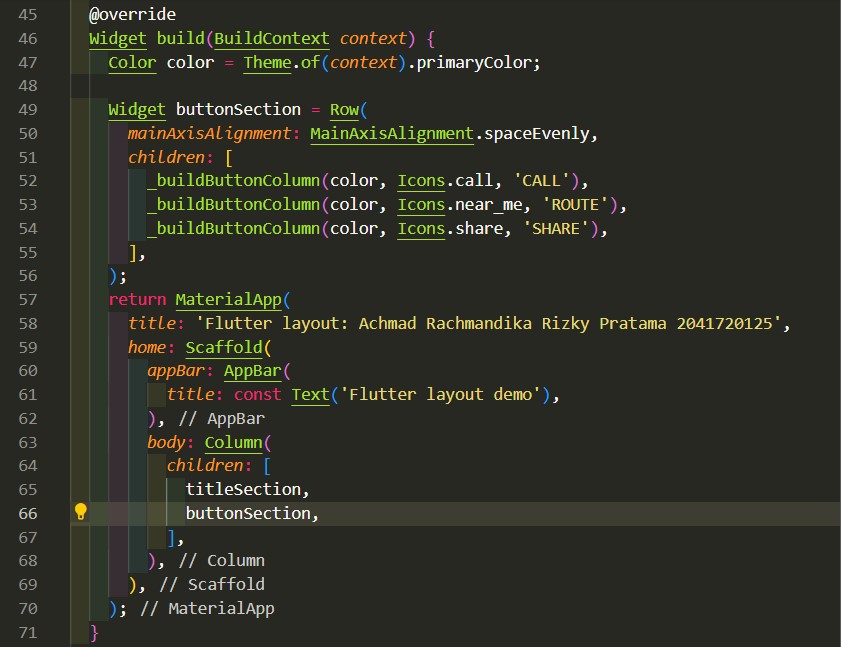 45 @override
46 Widget build(BuildContext context) {
47   Color color = Theme.of(context).primaryColor;
48
49   Widget buttonSection = Row(
50     mainAxisAlignment: MainAxisAlignment.spaceEvenly,
51     children: [
52       _buildButtonColumn(color, Icons.call, 'CALL'),
53       _buildButtonColumn(color, Icons.near_me, 'ROUTE'),
54       _buildButtonColumn(color, Icons.share, 'SHARE'),
55     ],
56   );
57   return MaterialApp(
58     title: 'Flutter layout: Achmad Rachmandika Rizky Pratama 2041720125',
59     home: Scaffold(
60       appBar: AppBar(
61         title: const Text('Flutter layout demo'),
62       ), // AppBar
63       body: Column(
64         children: [
65           titleSection,
66           buttonSection,
67         ],
68       ), // Column
69     ), // Scaffold
70   ); // MaterialApp
71 }